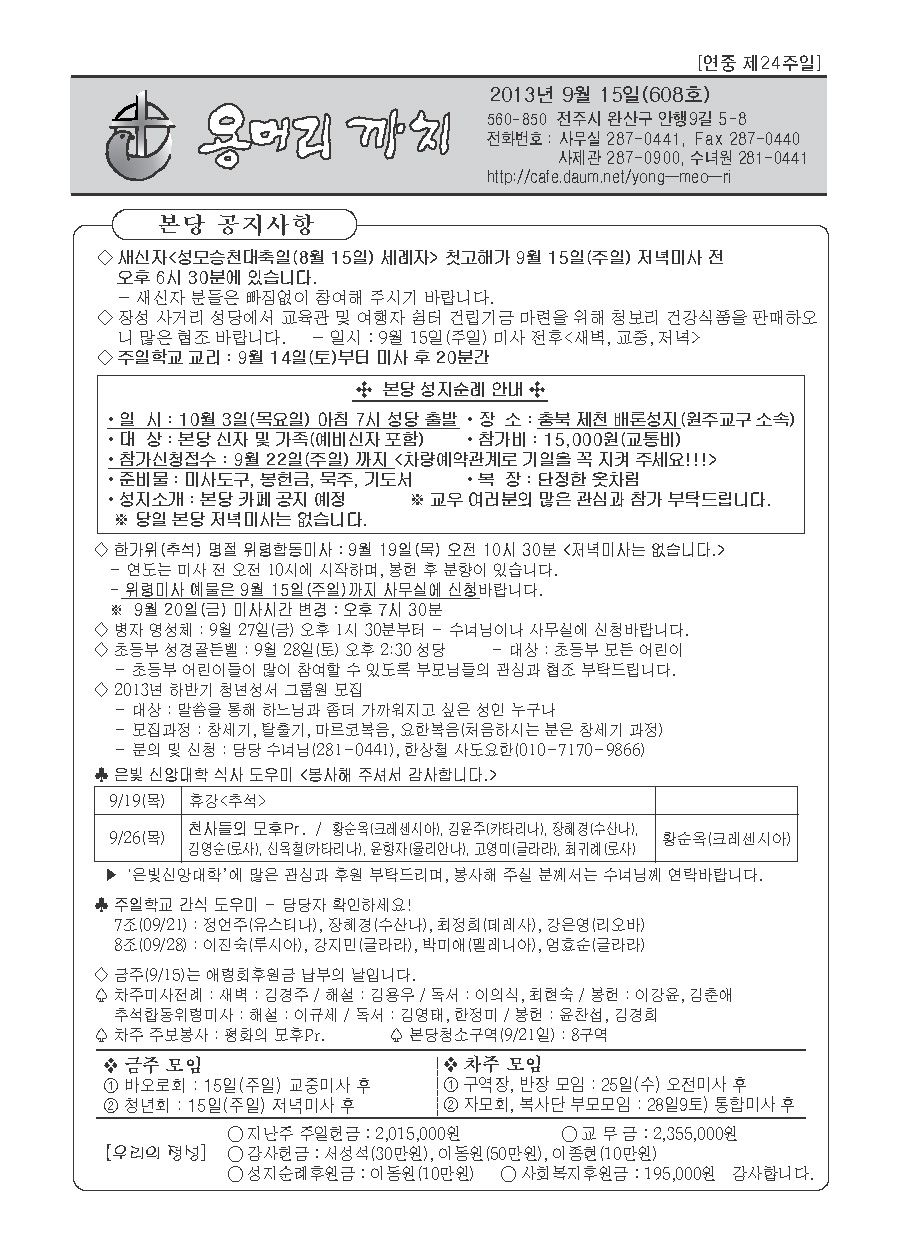 [연중 제24주일]
용머리 까치
2013년 9월 15일(608호)
560-850 전주시 완산구 안행9길 5-8
전화번호 : 사무실 287-0441, Fax 287-0440
사제관 287-0900, 수녀원 281-0441
http://cafe.daum.net/yong—meo—ri
본당 공지사항
◇ 새신자<성모승천대축일(8월 15일) 세례자> 첫고해가 9월 15일(주일) 저녁미사 전
오후 6시 30분에 있습니다.
- 새신자 분들은 빠짐없이 참여해 주시기 바랍니다.
◇ 장성 사거리 성당에서 교육관 및 여행자 쉼터 건립기금 마련을 위해 청보리 건강식품을 판매하오
니 많은 협조 바랍니다. - 일시 : 9월 15일(주일) 미사 전후<새벽, 교중, 저녁>
◇ 주일학교 교리 : 9월 14일(토)부터 미사 후 20분간
✣ 본당 성지순례 안내 ✣
• 일 시 : 10월 3일(목요일) 아침 7시 성당 출발 • 장 소 : 충북 제천 배론성지(원주교구 소속)
• 대 상 : 본당 신자 및 가족(예비신자 포함) • 참가비 : 15,000원(교통비)
• 참가신청접수 : 9월 22일(주일) 까지 <차량예약관계로 기일을 꼭 지켜 주세요!!!>
• 준비물 : 미사도구, 봉헌금, 묵주, 기도서 • 복 장 : 단정한 옷차림
• 성지소개 : 본당 카페 공지 예정 ※ 교우 여러분의 많은 관심과 참가 부탁드립니다.
※ 당일 본당 저녁미사는 없습니다.
◇ 한가위(추석) 명절 위령합동미사 : 9월 19일(목) 오전 10시 30분 <저녁미사는 없습니다.>
- 연도는 미사 전 오전 10시에 시작하며, 봉헌 후 분향이 있습니다.
- 위령미사 예물은 9월 15일(주일)까지 사무실에 신청바랍니다.
※ 9월 20일(금) 미사시간 변경 : 오후 7시 30분
◇ 병자 영성체 : 9월 27일(금) 오후 1시 30분부터 - 수녀님이나 사무실에 신청바랍니다.
◇ 초등부 성경골든벨 : 9월 28일(토) 오후 2:30 성당 - 대상 : 초등부 모든 어린이
- 초등부 어린이들이 많이 참여할 수 있도록 부모님들의 관심과 협조 부탁드립니다.
◇ 2013년 하반기 청년성서 그룹원 모집
- 대상 : 말씀을 통해 하느님과 좀더 가까워지고 싶은 성인 누구나
- 모집과정 : 창세기, 탈출기, 마르코복음, 요한복음(처음하시는 분은 창세기 과정)
- 문의 및 신청 : 담당 수녀님(281-0441), 한상철 사도요한(010-7170-9866)
♣ 은빛 신앙대학 식사 도우미 <봉사해 주셔서 감사합니다.>
9/19(목) 휴강<추석>
9/26(목) 천사들의 모후Pr. / 황순옥(크레센시아), 김윤주(카타리나), 장혜경(수산나),
김영순(로사), 신옥철(카타리나), 윤향자(율리안나), 고영미(글라라), 최귀례(로사)
황순옥(크레센시아)
▶ ‘은빛신앙대학’에 많은 관심과 후원 부탁드리며, 봉사해 주실 분께서는 수녀님께 연락바랍니다.
♣ 주일학교 간식 도우미 - 담당자 확인하세요!
7조(09/21) : 정언주(유스티나), 장혜경(수산나), 최정희(데레사), 강은영(리오바)
8조(09/28) : 이진숙(루시아), 강지민(글라라), 박미애(멜레니아), 엄효순(글라라)
◇ 금주(9/15)는 애령회후원금 납부의 날입니다.
♤ 차주미사전례 : 새벽 : 김경주 / 해설 : 김용우 / 독서 : 이의식, 최현숙 / 봉헌 : 이강윤, 김춘애
추석합동위령미사 : 해설 : 이규세 / 독서 : 김영태, 한정미 / 봉헌 : 윤찬섭, 김경희
♤ 차주 주보봉사 : 평화의 모후Pr. ♤ 본당청소구역(9/21일) : 8구역
❖ 금주 모임
① 바오로회 : 15일(주일) 교중미사 후
② 청년회 : 15일(주일) 저녁미사 후
❖ 차주 모임
① 구역장, 반장 모임 : 25일(수) 오전미사 후
② 자모회, 복사단 부모모임 : 28일9토) 통합미사 후
[우리의 정성]
◯ 지난주 주일헌금 : 2,015,000원 ◯ 교 무 금 : 2,355,000원
◯ 감사헌금 : 서성석(30만원), 이동원(50만원), 이종현(10만원)
◯ 성지순례후원금 : 이동원(10만원) ◯ 사회복지후원금 : 195,000원 감사합니다.